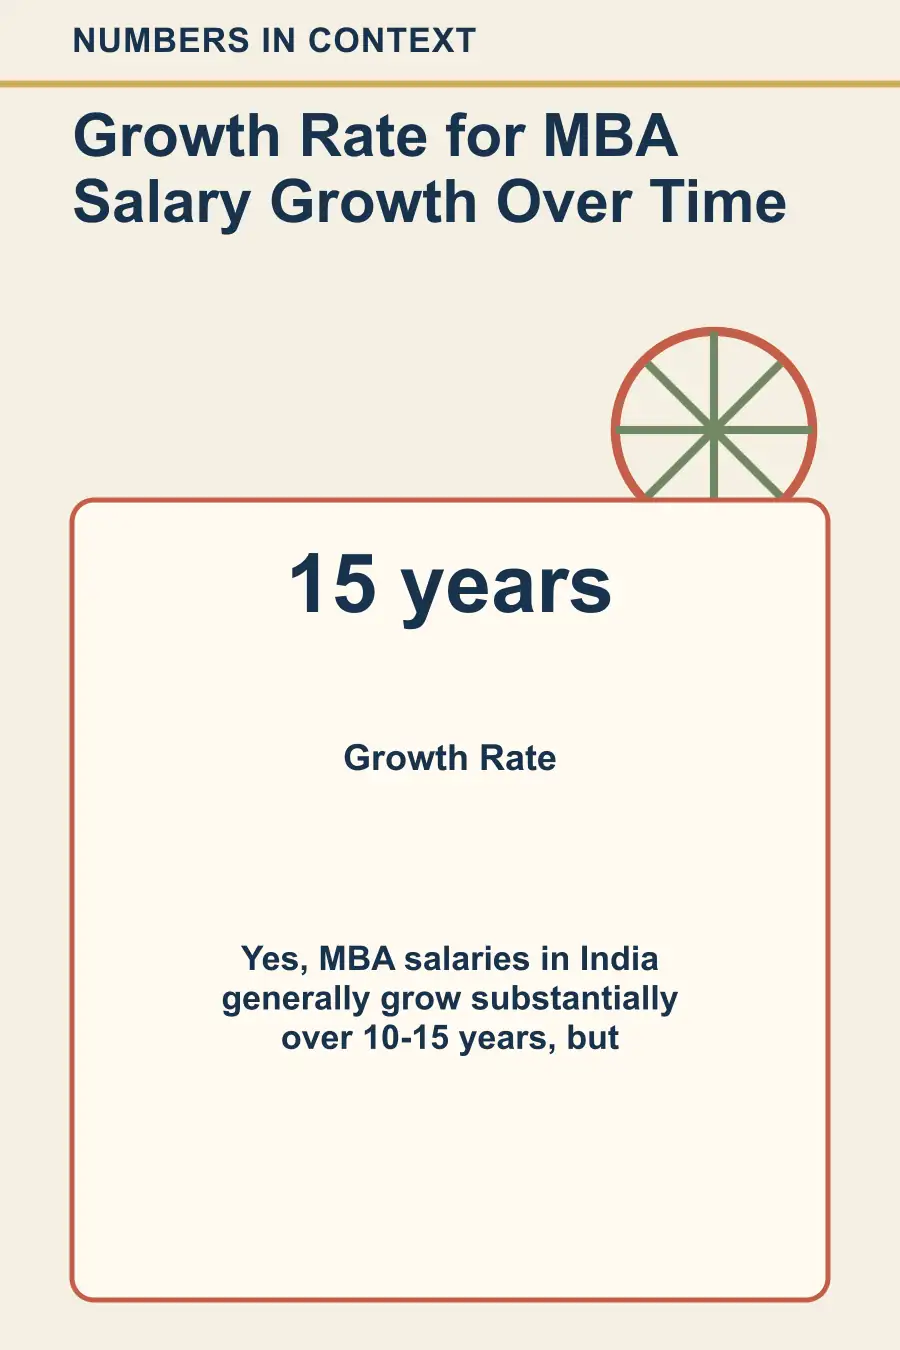 NUMBERS IN CONTEXT
Growth Rate for MBA
Salary Growth Over Time
15 years
Growth Rate
Yes, MBA salaries in India
generally grow substantially
over 10-15 years, but